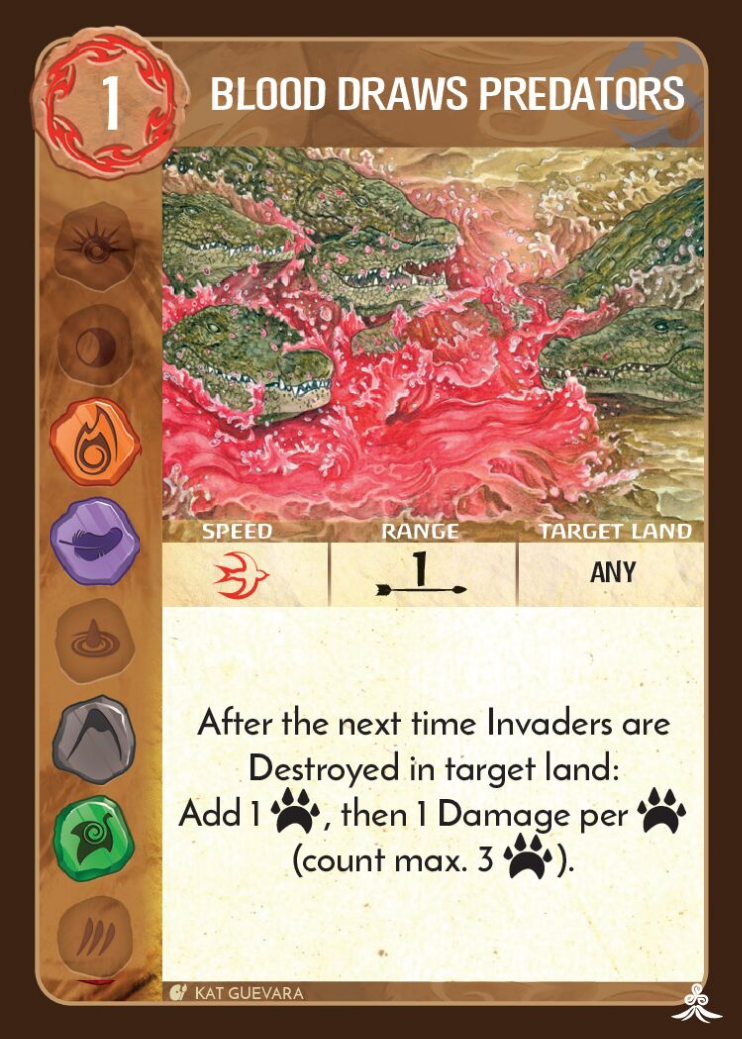 1
BLOOD DRAWS PREDATORS
SPEED RANGE TARGET LAND
1 ANY
After the next time Invaders are
Destroyed in target land:
Add 1 , then 1 Damage per
(count max. 3 ).
KAT GUEVARA